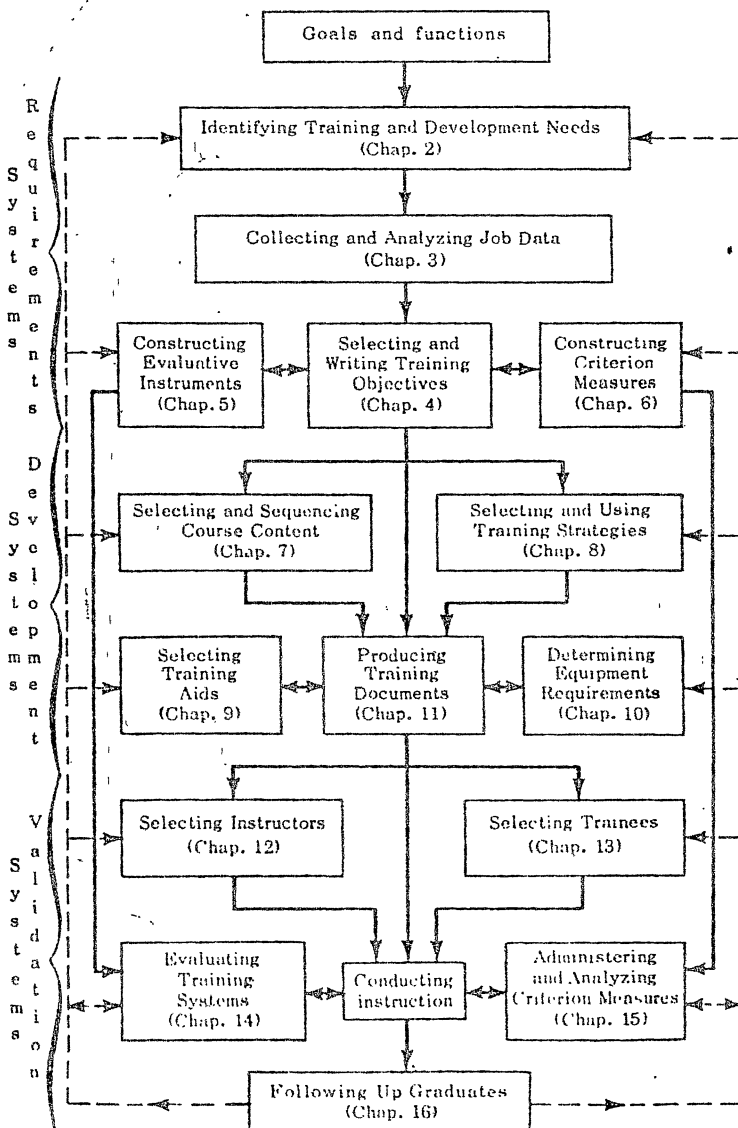 Goals and functions
Identifying Training and Development Needs
(Chap. 2)
Collecting and Analyzing Job Data
(Chap. 3)
Constructing
Evaluative
Instruments
(Chap. 5)
Selecting and
Writing Training
Objectives
(Chap. 4)
Constructing
Criterion
Measures
(Chap. 6)
Selecting and Sequencing
Course Content
(Chap. 7)
Selecting and Using
Training Strategies
(Chap. 8)
Selecting
Training
Aids
(Chap. 9)
Producing
Training
Documents
(Chap. 11)
Determining
Equipment
Requirements
(Chap. 10)
Selecting Instructors
(Chap. 12)
Selecting Trainees
(Chap. 13)
Evaluating
Training
Systems
(Chap. 14)
Conducting
instruction
Administering
and Analyzing
Criterion Measures
(Chap. 15)
Following Up Graduates
(Chap. 16)
Systems
Requirements
Systems
Development
Systems
Validation